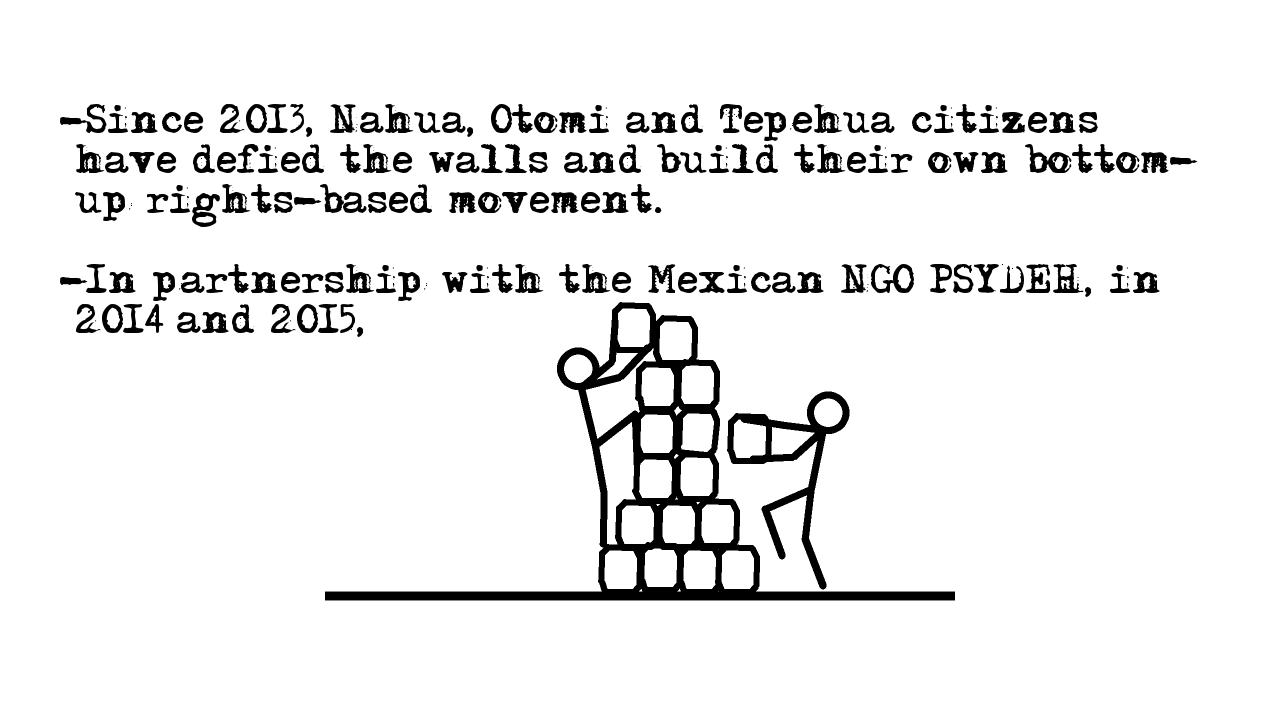 -Since 2013, Nahua, Otomi and Tepehua citizens
have defied the walls and build their own bottom-
up rights-based movement.
-In partnership with the Mexican NGO PSYDEH, in
2014 and 2015,